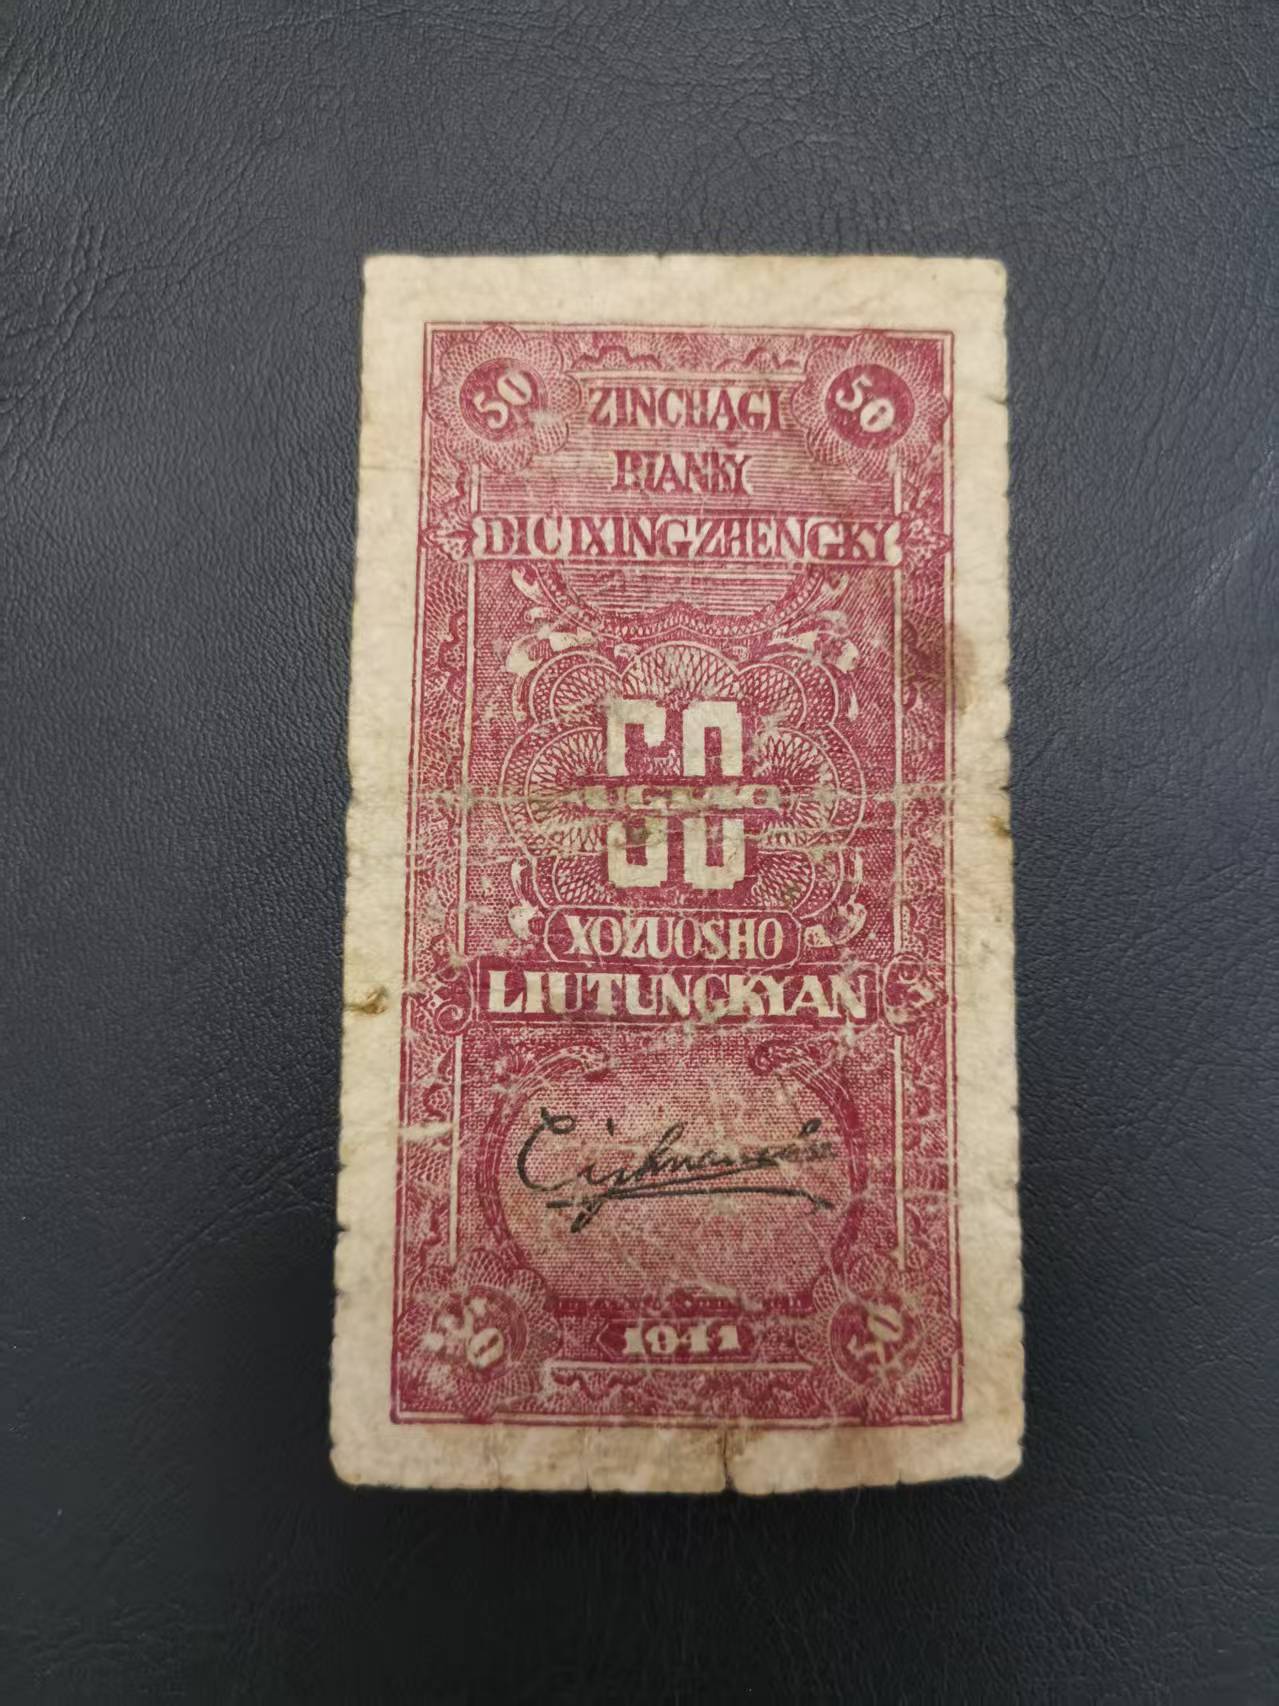 50 ZINCHAGI 50
BIANKY
DICIXINGZHENGKY
50
XOZUOSHO
LIUTUNGKYAN
50 1941 50